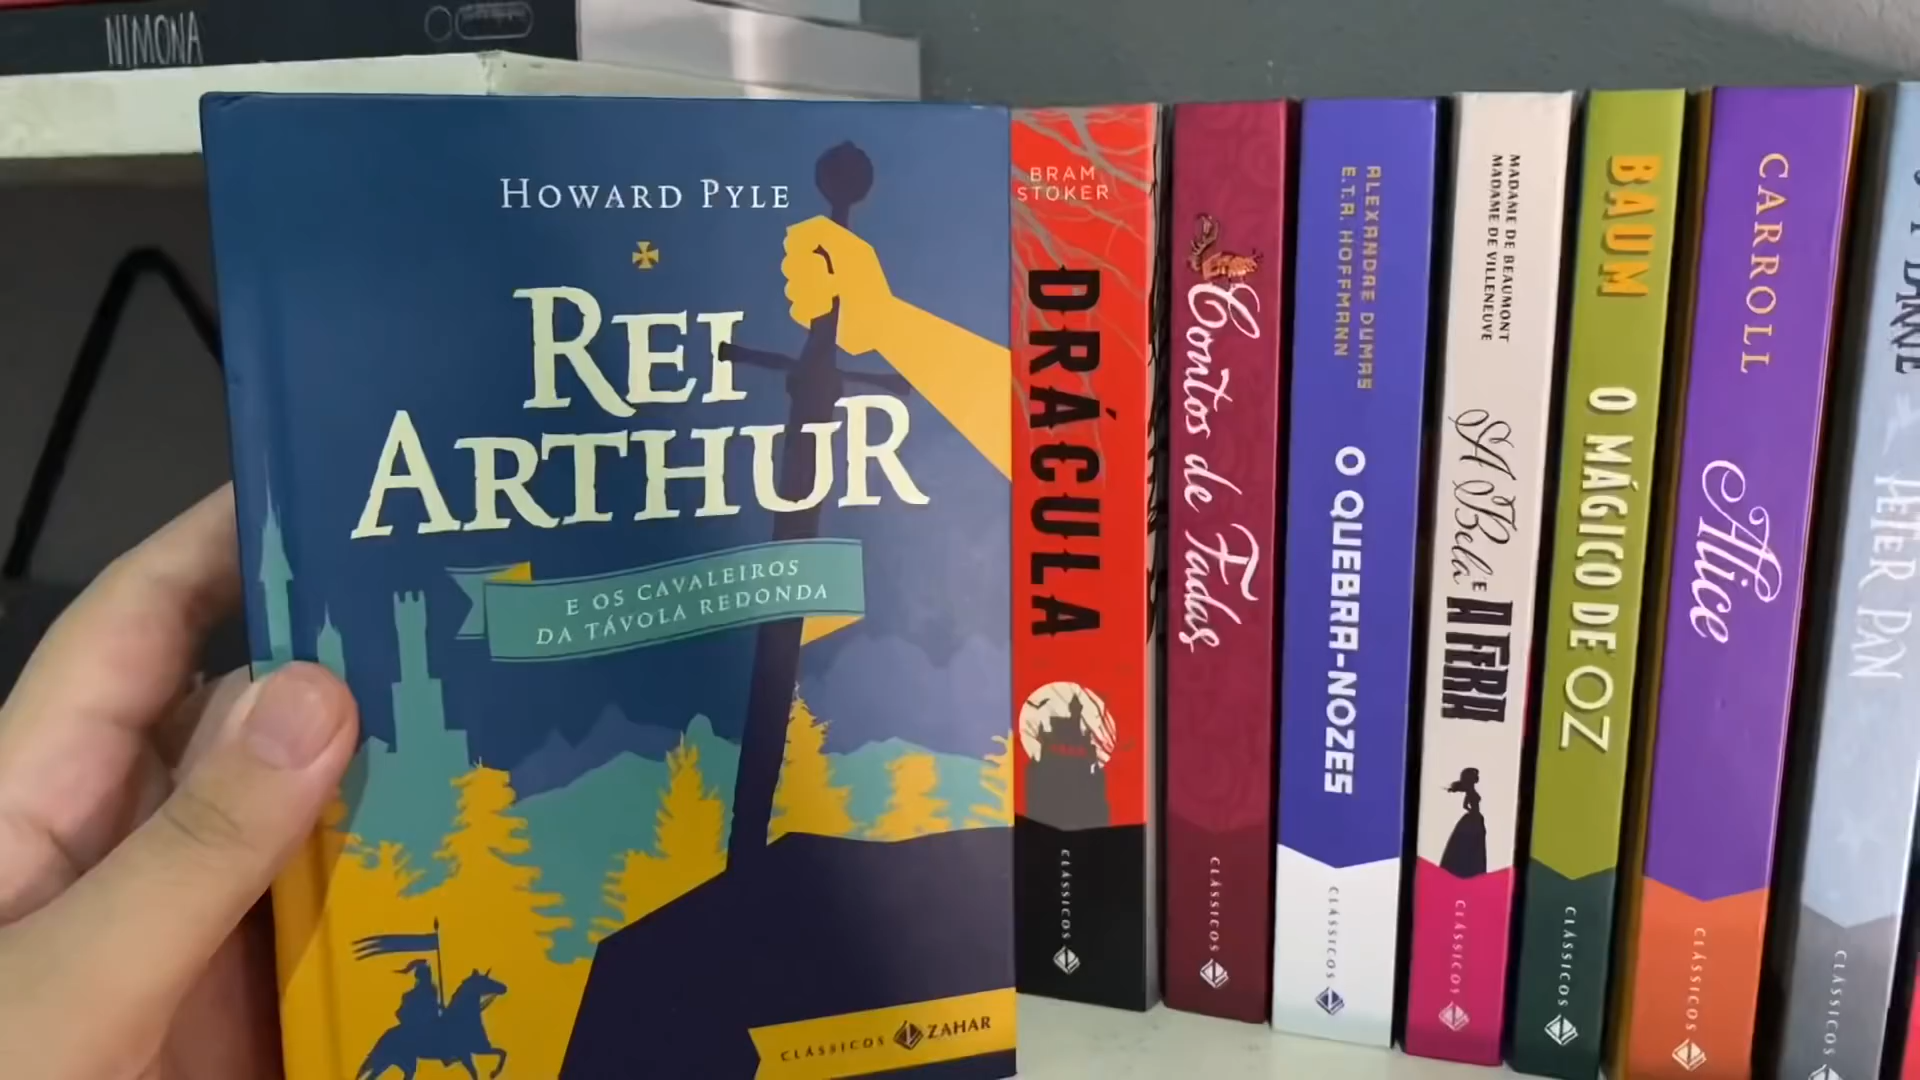 NIMONA
HOWARD PYLE
REI
ARTHUR
E OS CAVALEIROS
DA TÁVOLA REDONDA
CLÁSSICOS ZAHAR
BRAM
STOKER
DRÁCULA
CLÁSSICOS
Contos de Fadas
CLÁSSICOS
ALEXANDRE DUMAS
E.T.A. HOFFMANN
O QUEBRA-NOZES
CLÁSSICOS
MADAME DE BEAUMONT
MADAME DE VILLENEUVE
A Bela E
A FERA
CLÁSSICOS
BAUM
O MÁGICO DE OZ
CLÁSSICOS
CARROLL
Alice
CLÁSSICOS
PETER PAN
CLÁSSICOS